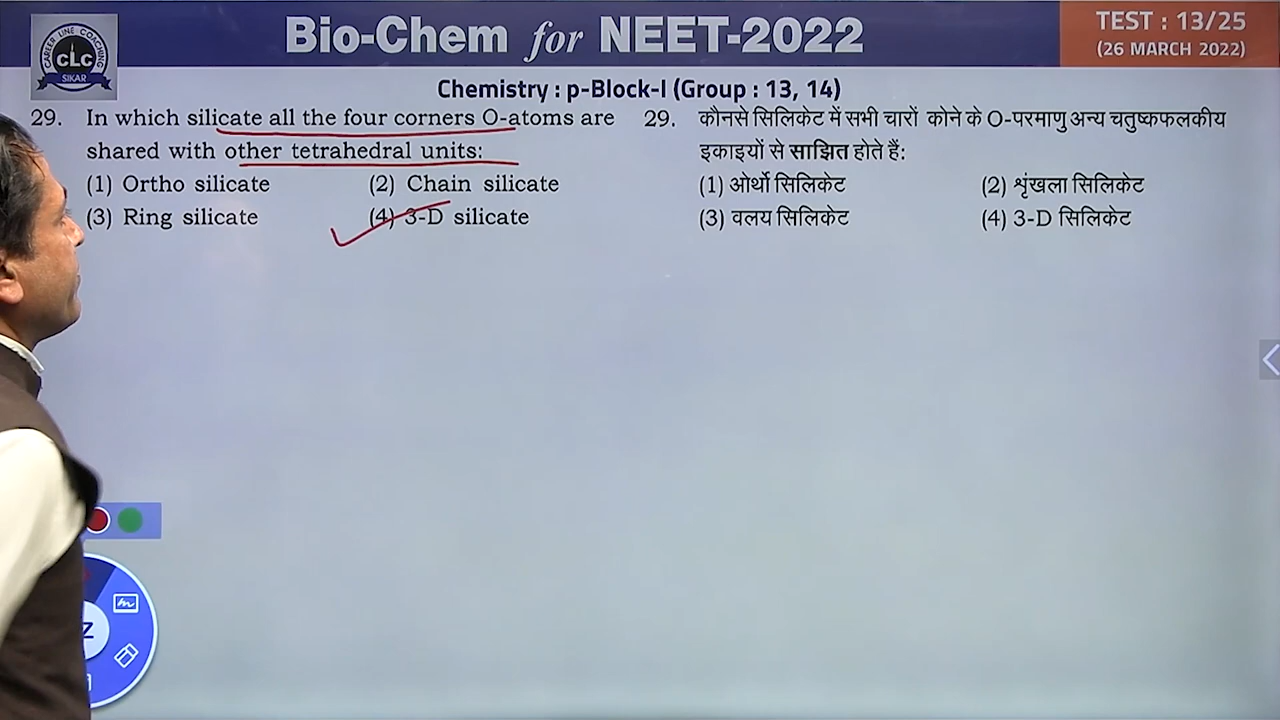 CAREER LINE COACHING
CLC
SIKAR
Bio-Chem for NEET-2022
TEST : 13/25
(26 MARCH 2022)
Chemistry : p-Block-I (Group : 13, 14)
29. In which silicate all the four corners O-atoms are
shared with other tetrahedral units:
(1) Ortho silicate (2) Chain silicate
(3) Ring silicate (4) 3-D silicate
29. कौनसे सिलिकेट में सभी चारों कोने के O-परमाणु अन्य चतुष्कफलकीय
इकाइयों से साझित होते हैं:
(1) ओर्थो सिलिकेट (2) शृंखला सिलिकेट
(3) वलय सिलिकेट (4) 3-D सिलिकेट
Z